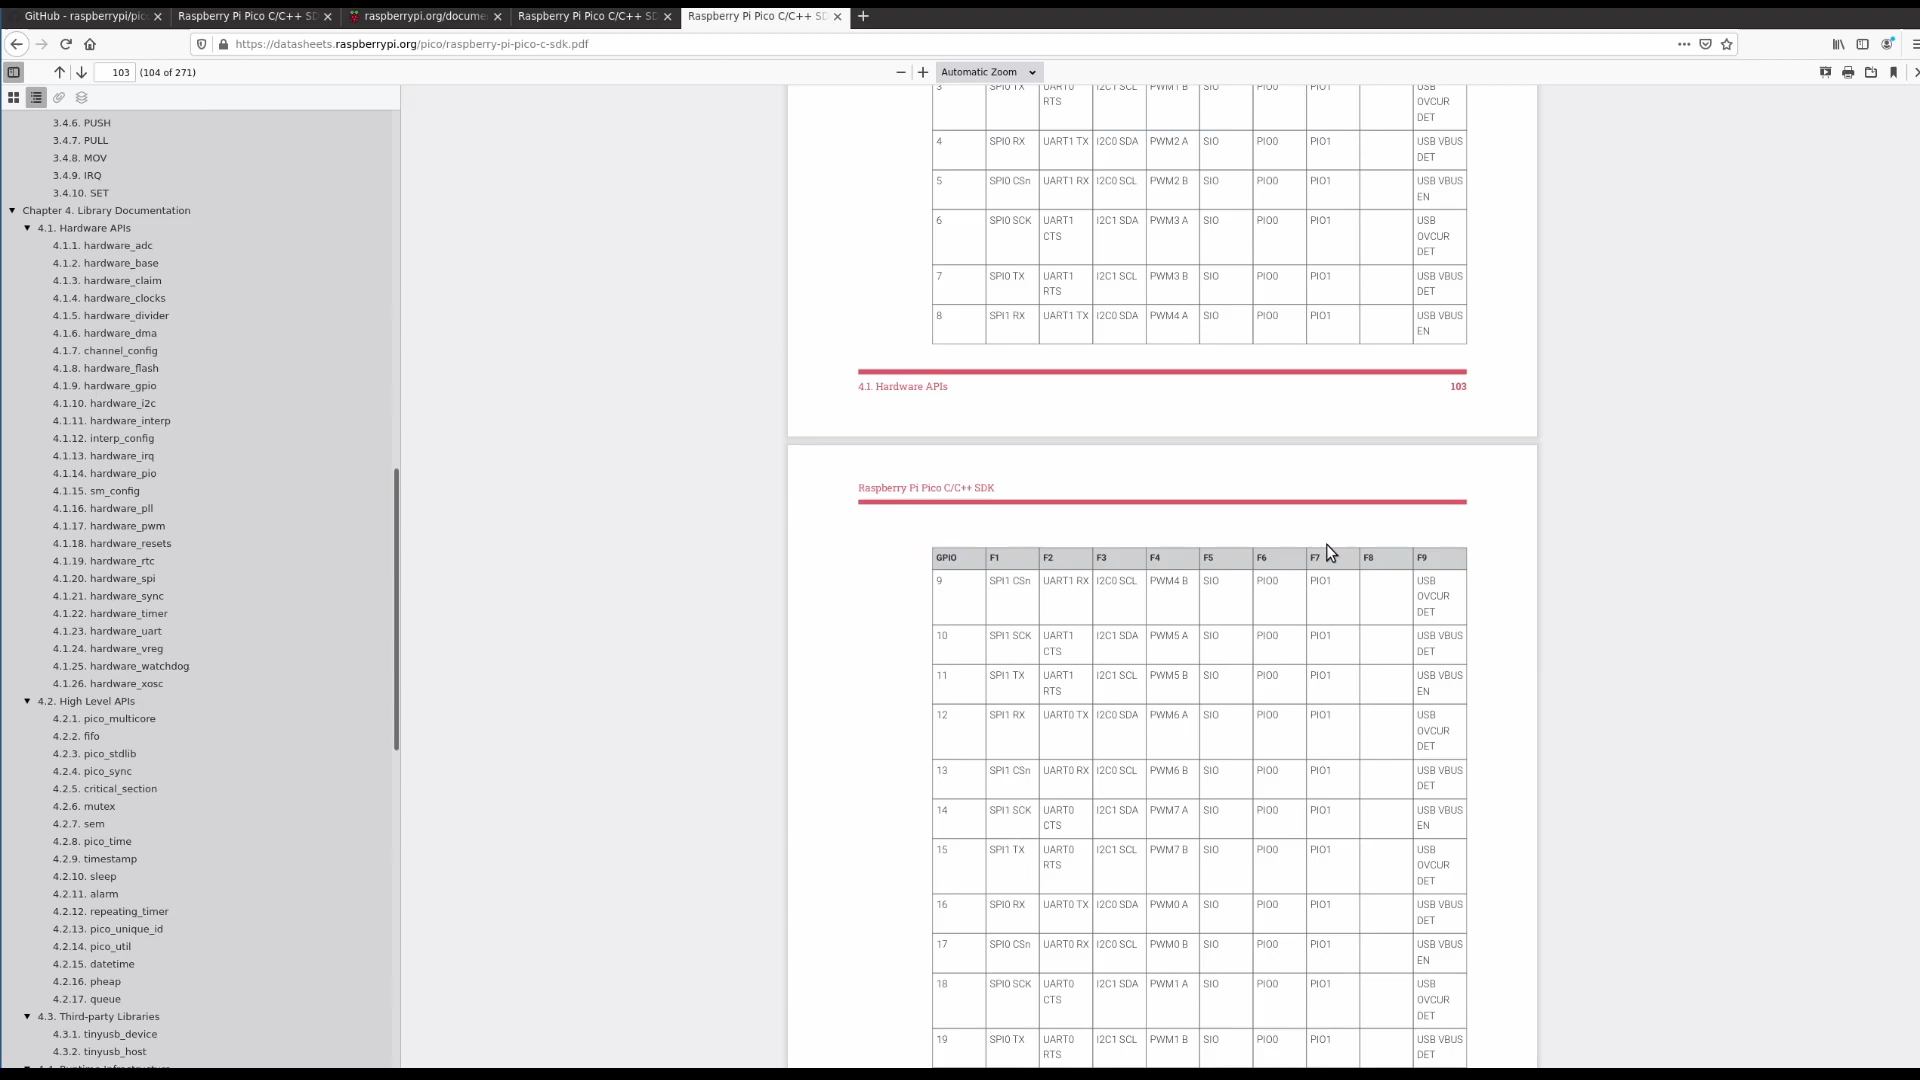 GitHub - raspberrypi/pic
Raspberry Pi Pico C/C++ SD
raspberrypi.org/docume
Raspberry Pi Pico C/C++ SD
Raspberry Pi Pico C/C++ SD
https://datasheets.raspberrypi.org/pico/raspberry-pi-pico-c-sdk.pdf
103 (104 of 271)
Automatic Zoom
3.4.6. PUSH
3.4.7. PULL
3.4.8. MOV
3.4.9. IRQ
3.4.10. SET
Chapter 4. Library Documentation
4.1. Hardware APIs
4.1.1. hardware_adc
4.1.2. hardware_base
4.1.3. hardware_claim
4.1.4. hardware_clocks
4.1.5. hardware_divider
4.1.6. hardware_dma
4.1.7. channel_config
4.1.8. hardware_flash
4.1.9. hardware_gpio
4.1.10. hardware_i2c
4.1.11. hardware_interp
4.1.12. interp_config
4.1.13. hardware_irq
4.1.14. hardware_pio
4.1.15. sm_config
4.1.16. hardware_pll
4.1.17. hardware_pwm
4.1.18. hardware_resets
4.1.19. hardware_rtc
4.1.20. hardware_spi
4.1.21. hardware_sync
4.1.22. hardware_timer
4.1.23. hardware_uart
4.1.24. hardware_vreg
4.1.25. hardware_watchdog
4.1.26. hardware_xosc
4.2. High Level APIs
4.2.1. pico_multicore
4.2.2. fifo
4.2.3. pico_stdlib
4.2.4. pico_sync
4.2.5. critical_section
4.2.6. mutex
4.2.7. sem
4.2.8. pico_time
4.2.9. timestamp
4.2.10. sleep
4.2.11. alarm
4.2.12. repeating_timer
4.2.13. pico_unique_id
4.2.14. pico_util
4.2.15. datetime
4.2.16. pheap
4.2.17. queue
4.3. Third-party Libraries
4.3.1. tinyusb_device
4.3.2. tinyusb_host
3 SPI0 TX UART0 RTS I2C1 SCL PWM1 B SIO PIO0 PIO1 USB OVCUR DET
4 SPI0 RX UART1 TX I2C0 SDA PWM2 A SIO PIO0 PIO1 USB VBUS DET
5 SPI0 CSn UART1 RX I2C0 SCL PWM2 B SIO PIO0 PIO1 USB VBUS EN
6 SPI0 SCK UART1 CTS I2C1 SDA PWM3 A SIO PIO0 PIO1 USB OVCUR DET
7 SPI0 TX UART1 RTS I2C1 SCL PWM3 B SIO PIO0 PIO1 USB VBUS DET
8 SPI1 RX UART1 TX I2C0 SDA PWM4 A SIO PIO0 PIO1 USB VBUS EN
4.1. Hardware APIs 103
Raspberry Pi Pico C/C++ SDK
GPIO F1 F2 F3 F4 F5 F6 F7 F8 F9
9 SPI1 CSn UART1 RX I2C0 SCL PWM4 B SIO PIO0 PIO1 USB OVCUR DET
10 SPI1 SCK UART1 CTS I2C1 SDA PWM5 A SIO PIO0 PIO1 USB VBUS DET
11 SPI1 TX UART1 RTS I2C1 SCL PWM5 B SIO PIO0 PIO1 USB VBUS EN
12 SPI1 RX UART0 TX I2C0 SDA PWM6 A SIO PIO0 PIO1 USB OVCUR DET
13 SPI1 CSn UART0 RX I2C0 SCL PWM6 B SIO PIO0 PIO1 USB VBUS DET
14 SPI1 SCK UART0 CTS I2C1 SDA PWM7 A SIO PIO0 PIO1 USB VBUS EN
15 SPI1 TX UART0 RTS I2C1 SCL PWM7 B SIO PIO0 PIO1 USB OVCUR DET
16 SPI0 RX UART0 TX I2C0 SDA PWM0 A SIO PIO0 PIO1 USB VBUS DET
17 SPI0 CSn UART0 RX I2C0 SCL PWM0 B SIO PIO0 PIO1 USB VBUS EN
18 SPI0 SCK UART0 CTS I2C1 SDA PWM1 A SIO PIO0 PIO1 USB OVCUR DET
19 SPI0 TX UART0 RTS I2C1 SCL PWM1 B SIO PIO0 PIO1 USB VBUS DET